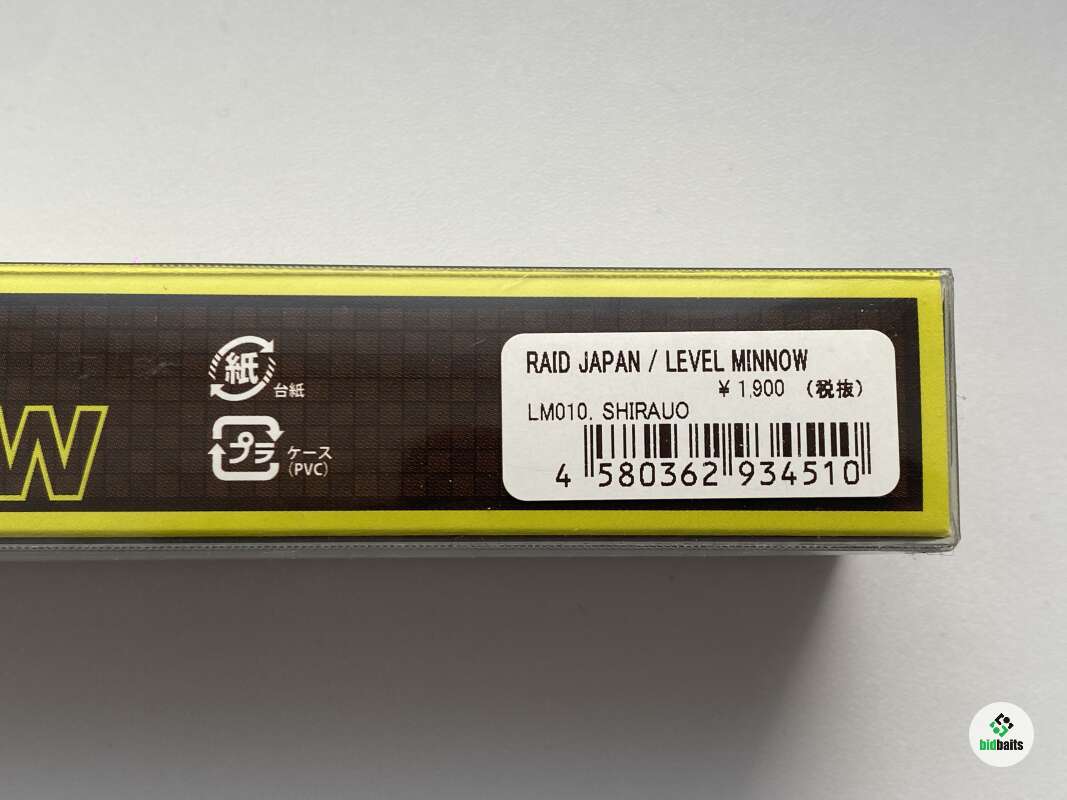 W
紙
台紙
プラ
ケース
(PVC)
RAID JAPAN / LEVEL MINNOW
¥ 1,900 (税抜)
LM010. SHIRAUO
4 580362 934510
bidbaits